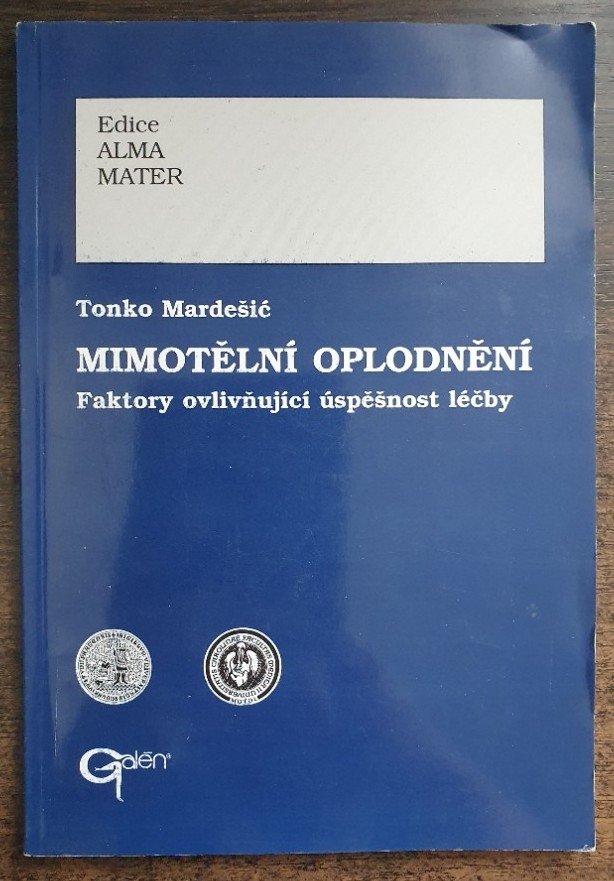 Edice
ALMA
MATER
Tonko Mardešić
MIMOTĚLNÍ OPLODNĚNÍ
Faktory ovlivňující úspěšnost léčby
Galén®